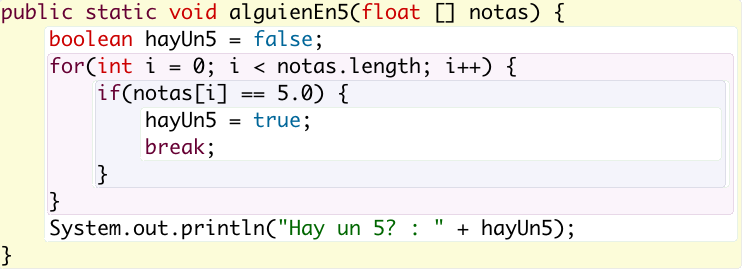 public static void alguienEn5(float [] notas) {
    boolean hayUn5 = false;
    for(int i = 0; i < notas.length; i++) {
        if(notas[i] == 5.0) {
            hayUn5 = true;
            break;
        }
    }
    System.out.println("Hay un 5? : " + hayUn5);
}